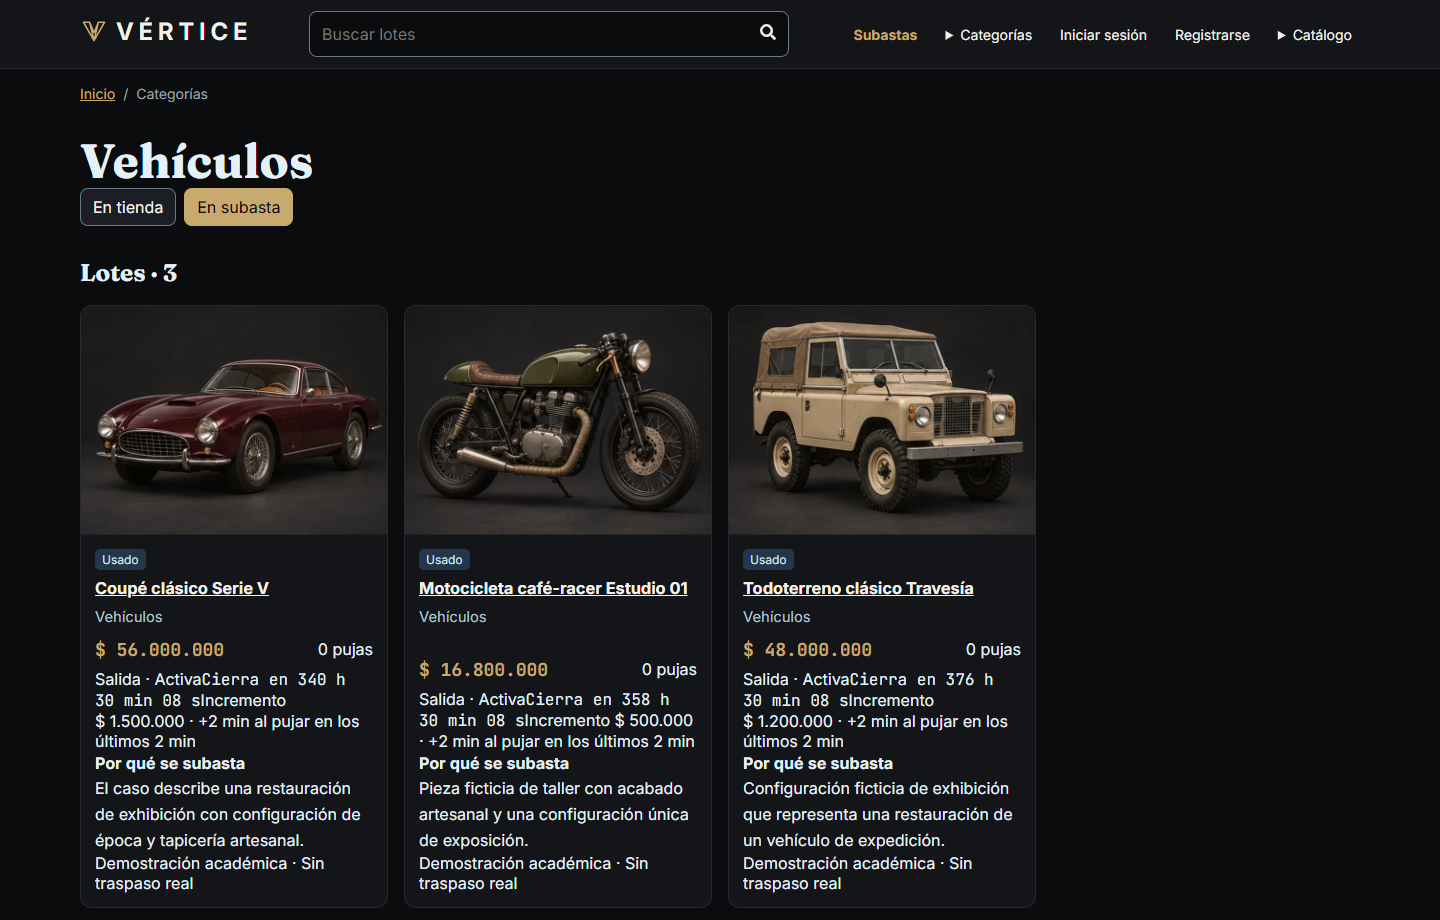 VÉRTICE
Buscar lotes
Subastas
▶ Categorías
Iniciar sesión
Registrarse
▶ Catálogo
Inicio / Categorías
Vehículos
En tienda
En subasta
Lotes · 3
Usado
Coupé clásico Serie V
Vehículos
$ 56.000.000
0 pujas
Salida · ActivaCierra en 340 h
30 min 08 sIncremento
$ 1.500.000 · +2 min al pujar en los
últimos 2 min
Por qué se subasta
El caso describe una restauración
de exhibición con configuración de
época y tapicería artesanal.
Demostración académica · Sin
traspaso real
Usado
Motocicleta café-racer Estudio 01
Vehículos
$ 16.800.000
0 pujas
Salida · ActivaCierra en 358 h
30 min 08 sIncremento $ 500.000
· +2 min al pujar en los últimos 2 min
Por qué se subasta
Pieza ficticia de taller con acabado
artesanal y una configuración única
de exposición.
Demostración académica · Sin
traspaso real
Usado
Todoterreno clásico Travesía
Vehículos
$ 48.000.000
0 pujas
Salida · ActivaCierra en 376 h
30 min 08 sIncremento
$ 1.200.000 · +2 min al pujar en los
últimos 2 min
Por qué se subasta
Configuración ficticia de exhibición
que representa una restauración de
un vehículo de expedición.
Demostración académica · Sin
traspaso real